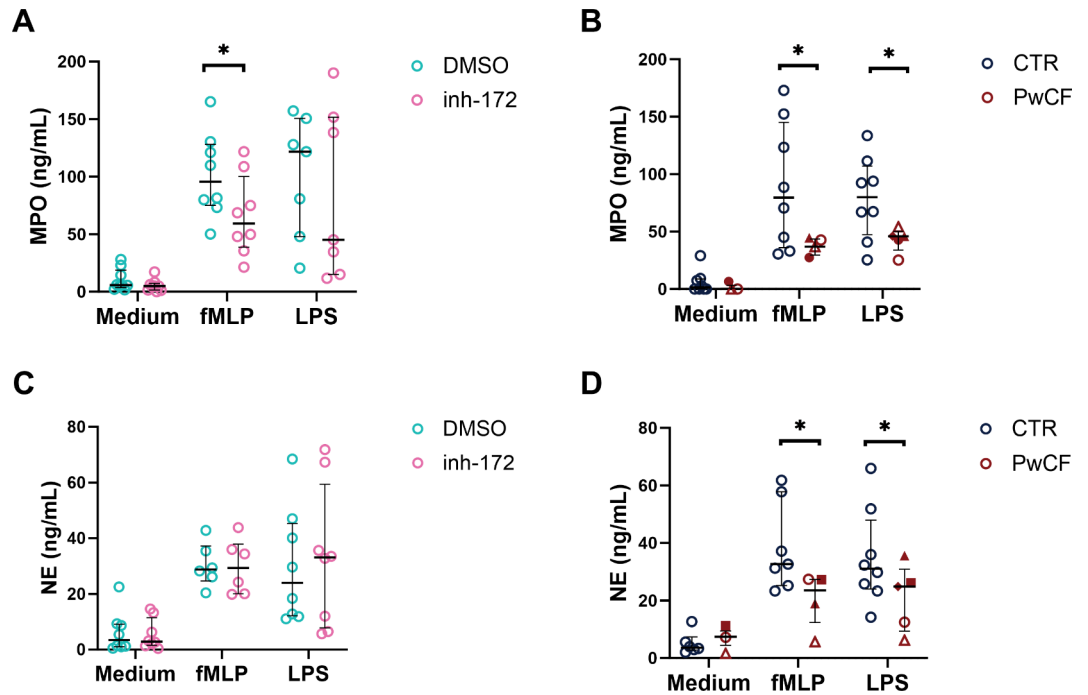 A
MPO (ng/mL)
200
150
100
50
0
*
Medium fMLP LPS
DMSO
inh-172
B
MPO (ng/mL)
200
150
100
50
0
* *
Medium fMLP LPS
CTR
PwCF
C
NE (ng/mL)
80
60
40
20
0
Medium fMLP LPS
DMSO
inh-172
D
NE (ng/mL)
80
60
40
20
0
* *
Medium fMLP LPS
CTR
PwCF